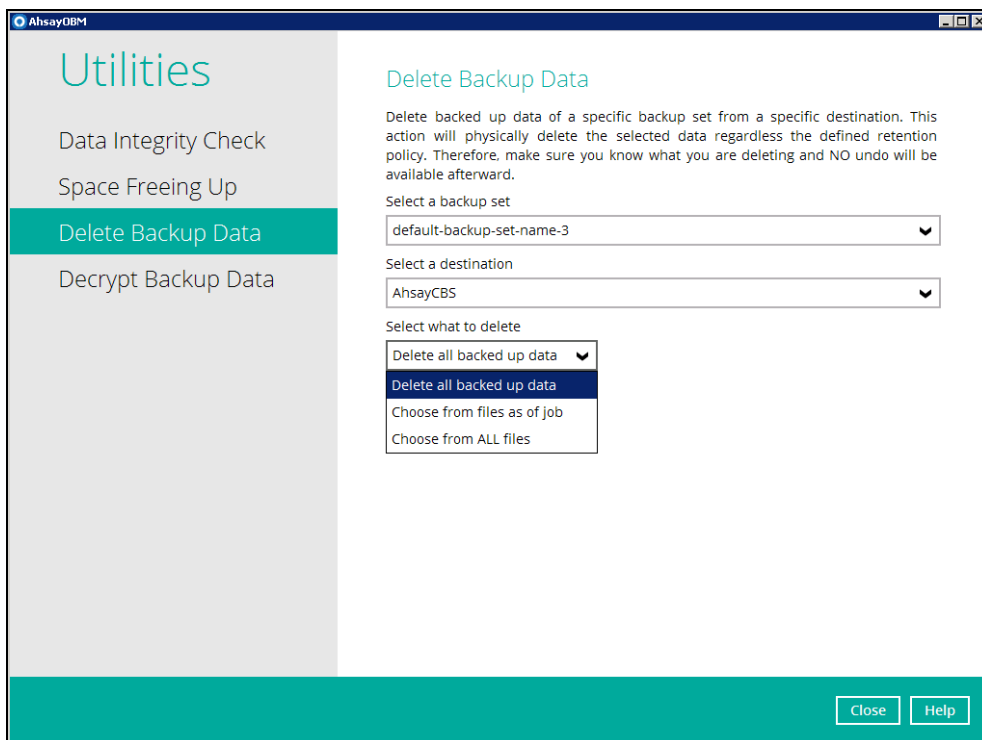 AhsayOBM
Utilities
Data Integrity Check
Space Freeing Up
Delete Backup Data
Decrypt Backup Data
Delete Backup Data
Delete backed up data of a specific backup set from a specific destination. This
action will physically delete the selected data regardless the defined retention
policy. Therefore, make sure you know what you are deleting and NO undo will be
available afterward.
Select a backup set
default-backup-set-name-3
Select a destination
AhsayCBS
Select what to delete
Delete all backed up data
Delete all backed up data
Choose from files as of job
Choose from ALL files
Close
Help